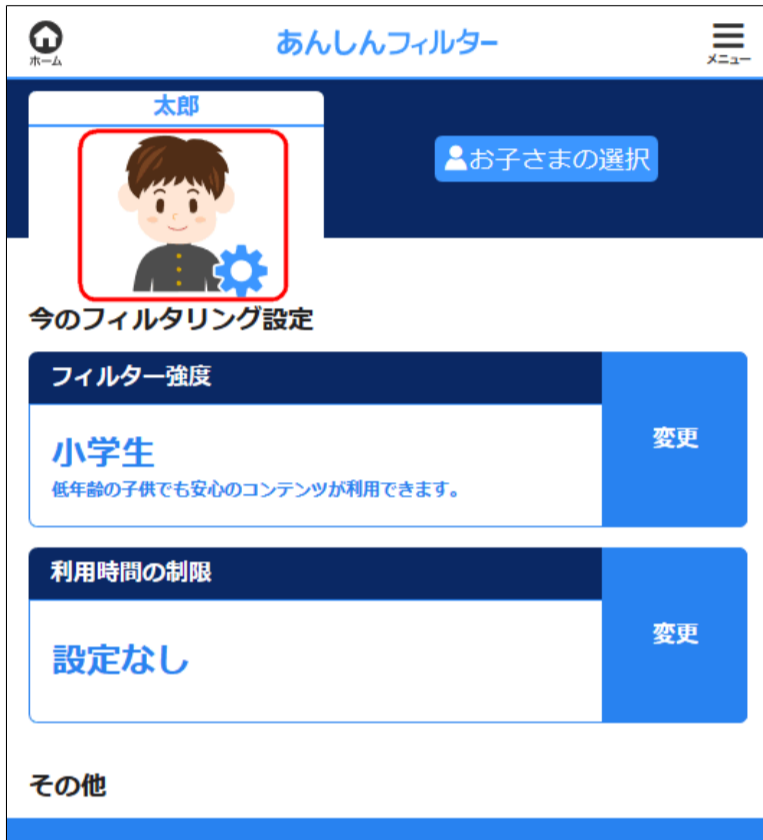 ホーム
あんしんフィルター
メニュー
太郎
お子さまの選択
今のフィルタリング設定
フィルター強度
小学生
低年齢の子供でも安心のコンテンツが利用できます。
変更
利用時間の制限
設定なし
変更
その他